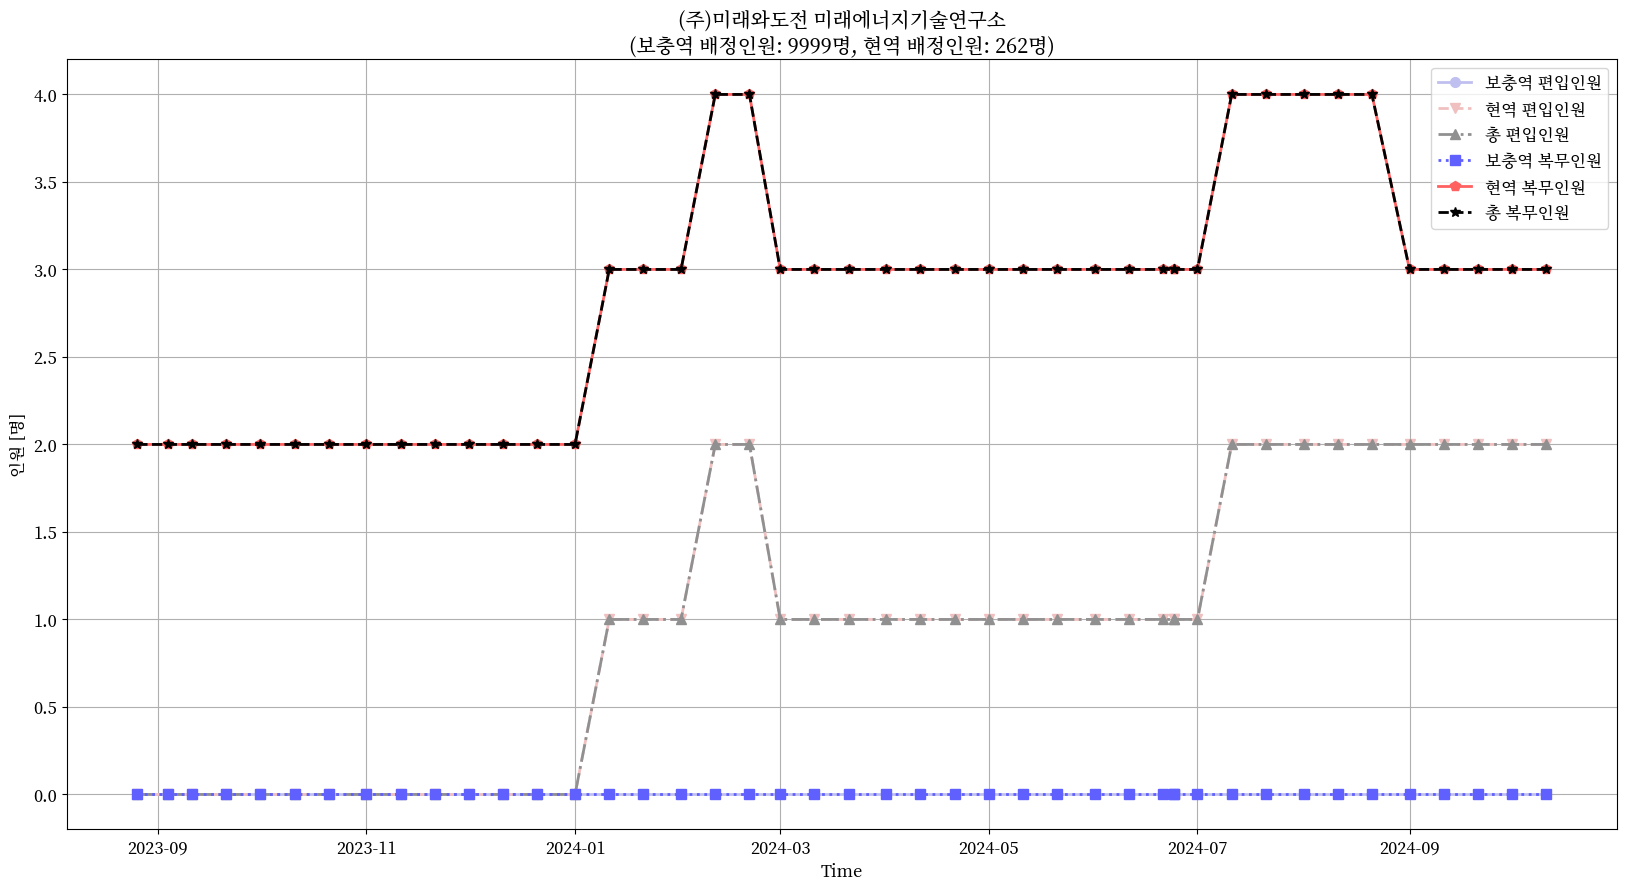 (주)미래와도전 미래에너지기술연구소
(보충역 배정인원: 9999명, 현역 배정인원: 262명)
보충역 편입인원
현역 편입인원
총 편입인원
보충역 복무인원
현역 복무인원
총 복무인원
인원 [명]
4.0
3.5
3.0
2.5
2.0
1.5
1.0
0.5
0.0
2023-09
2023-11
2024-01
2024-03
2024-05
2024-07
2024-09
Time